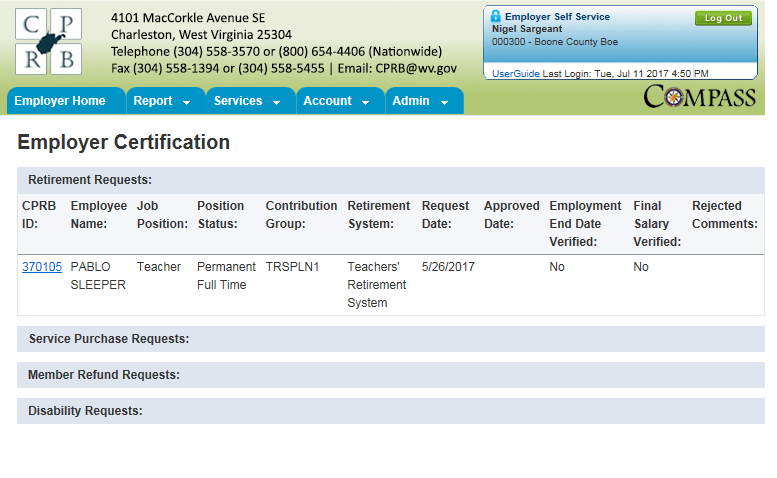 C P
R B
4101 MacCorkle Avenue SE
Charleston, West Virginia 25304
Telephone (304) 558-3570 or (800) 654-4406 (Nationwide)
Fax (304) 558-1394 or (304) 558-5455 | Email: CPRB@wv.gov
Employer Self Service
Log Out
Nigel Sargeant
000300 - Boone County Boe
UserGuide Last Login: Tue, Jul 11 2017 4:50 PM
COMPASS
Employer Home Report Services Account Admin
Employer Certification
Retirement Requests:
CPRB Employee Job Position Contribution Retirement Request Approved Employment Final Rejected
ID: Name: Position: Status: Group: System: Date: Date: End Date Salary Comments:
Verified: Verified:
370105 PABLO Teacher Permanent TRSPLN1 Teachers' 5/26/2017 No No
SLEEPER Full Time Retirement
System
Service Purchase Requests:
Member Refund Requests:
Disability Requests: